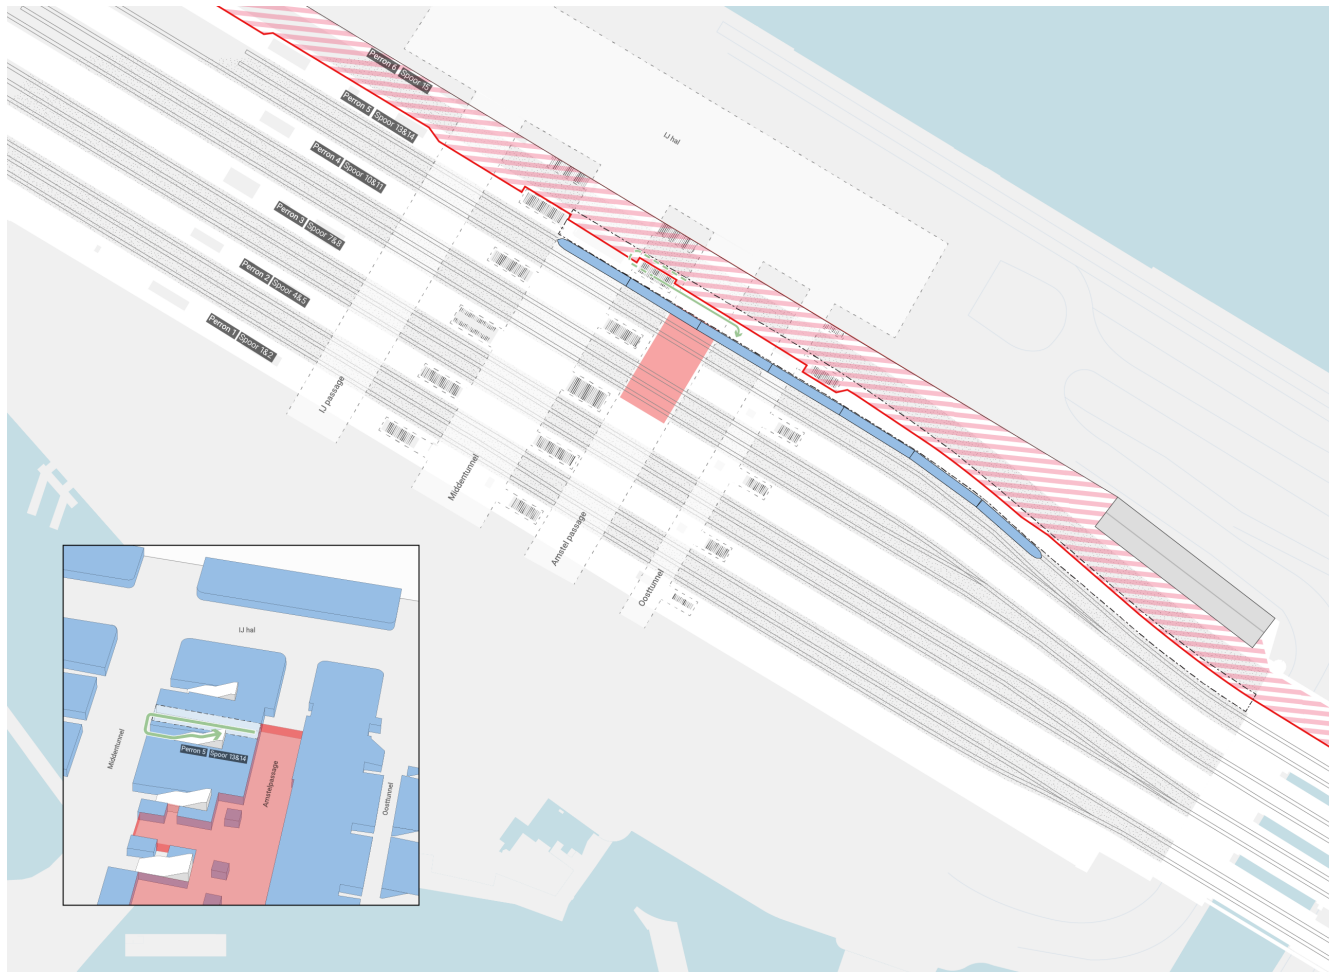 Perron 6 Spoor 15
Perron 5 Spoor 13&14
IJ hal
Perron 4 Spoor 10&11
Perron 3 Spoor 7&8
Perron 2 Spoor 4&5
Perron 1 Spoor 1&2
IJ passage
Middentunnel
Amstel passage
Oosttunnel
IJ hal
Middentunnel
Perron 5 Spoor 13&14
Amstelpassage
Oosttunnel